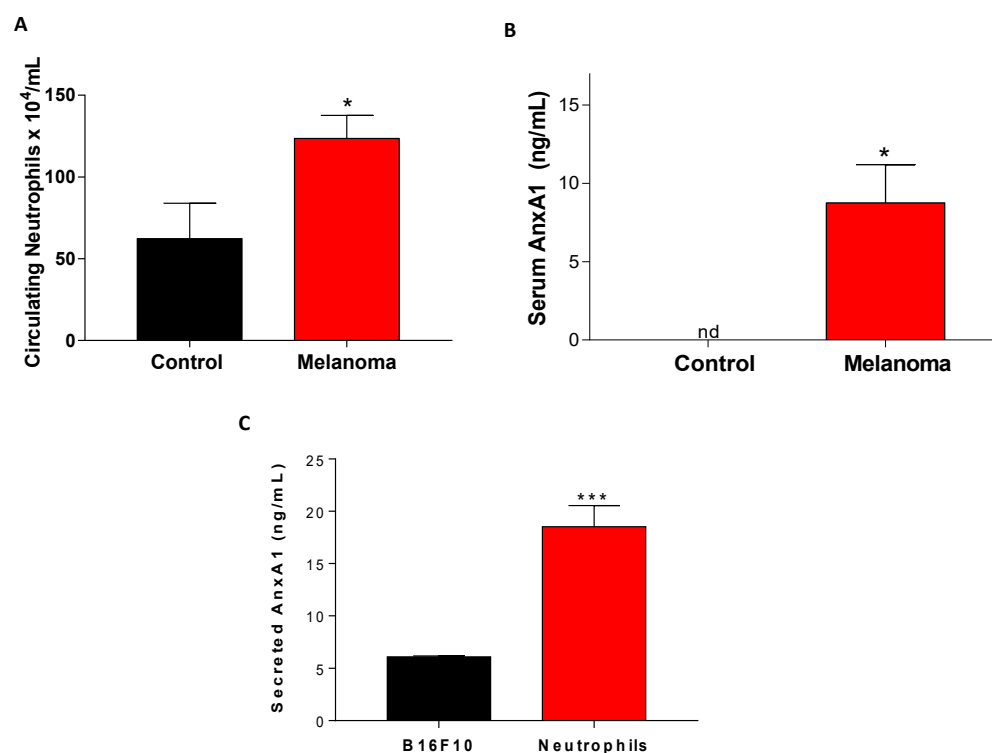 A
Circulating Neutrophils x 10⁴/mL
150
100
50
0
*
Control
Melanoma
B
Serum AnxA1 (ng/mL)
15
10
5
0
nd
*
Control
Melanoma
C
Secreted AnxA1 (ng/mL)
25
20
15
10
5
0
***
B16F10
Neutrophils